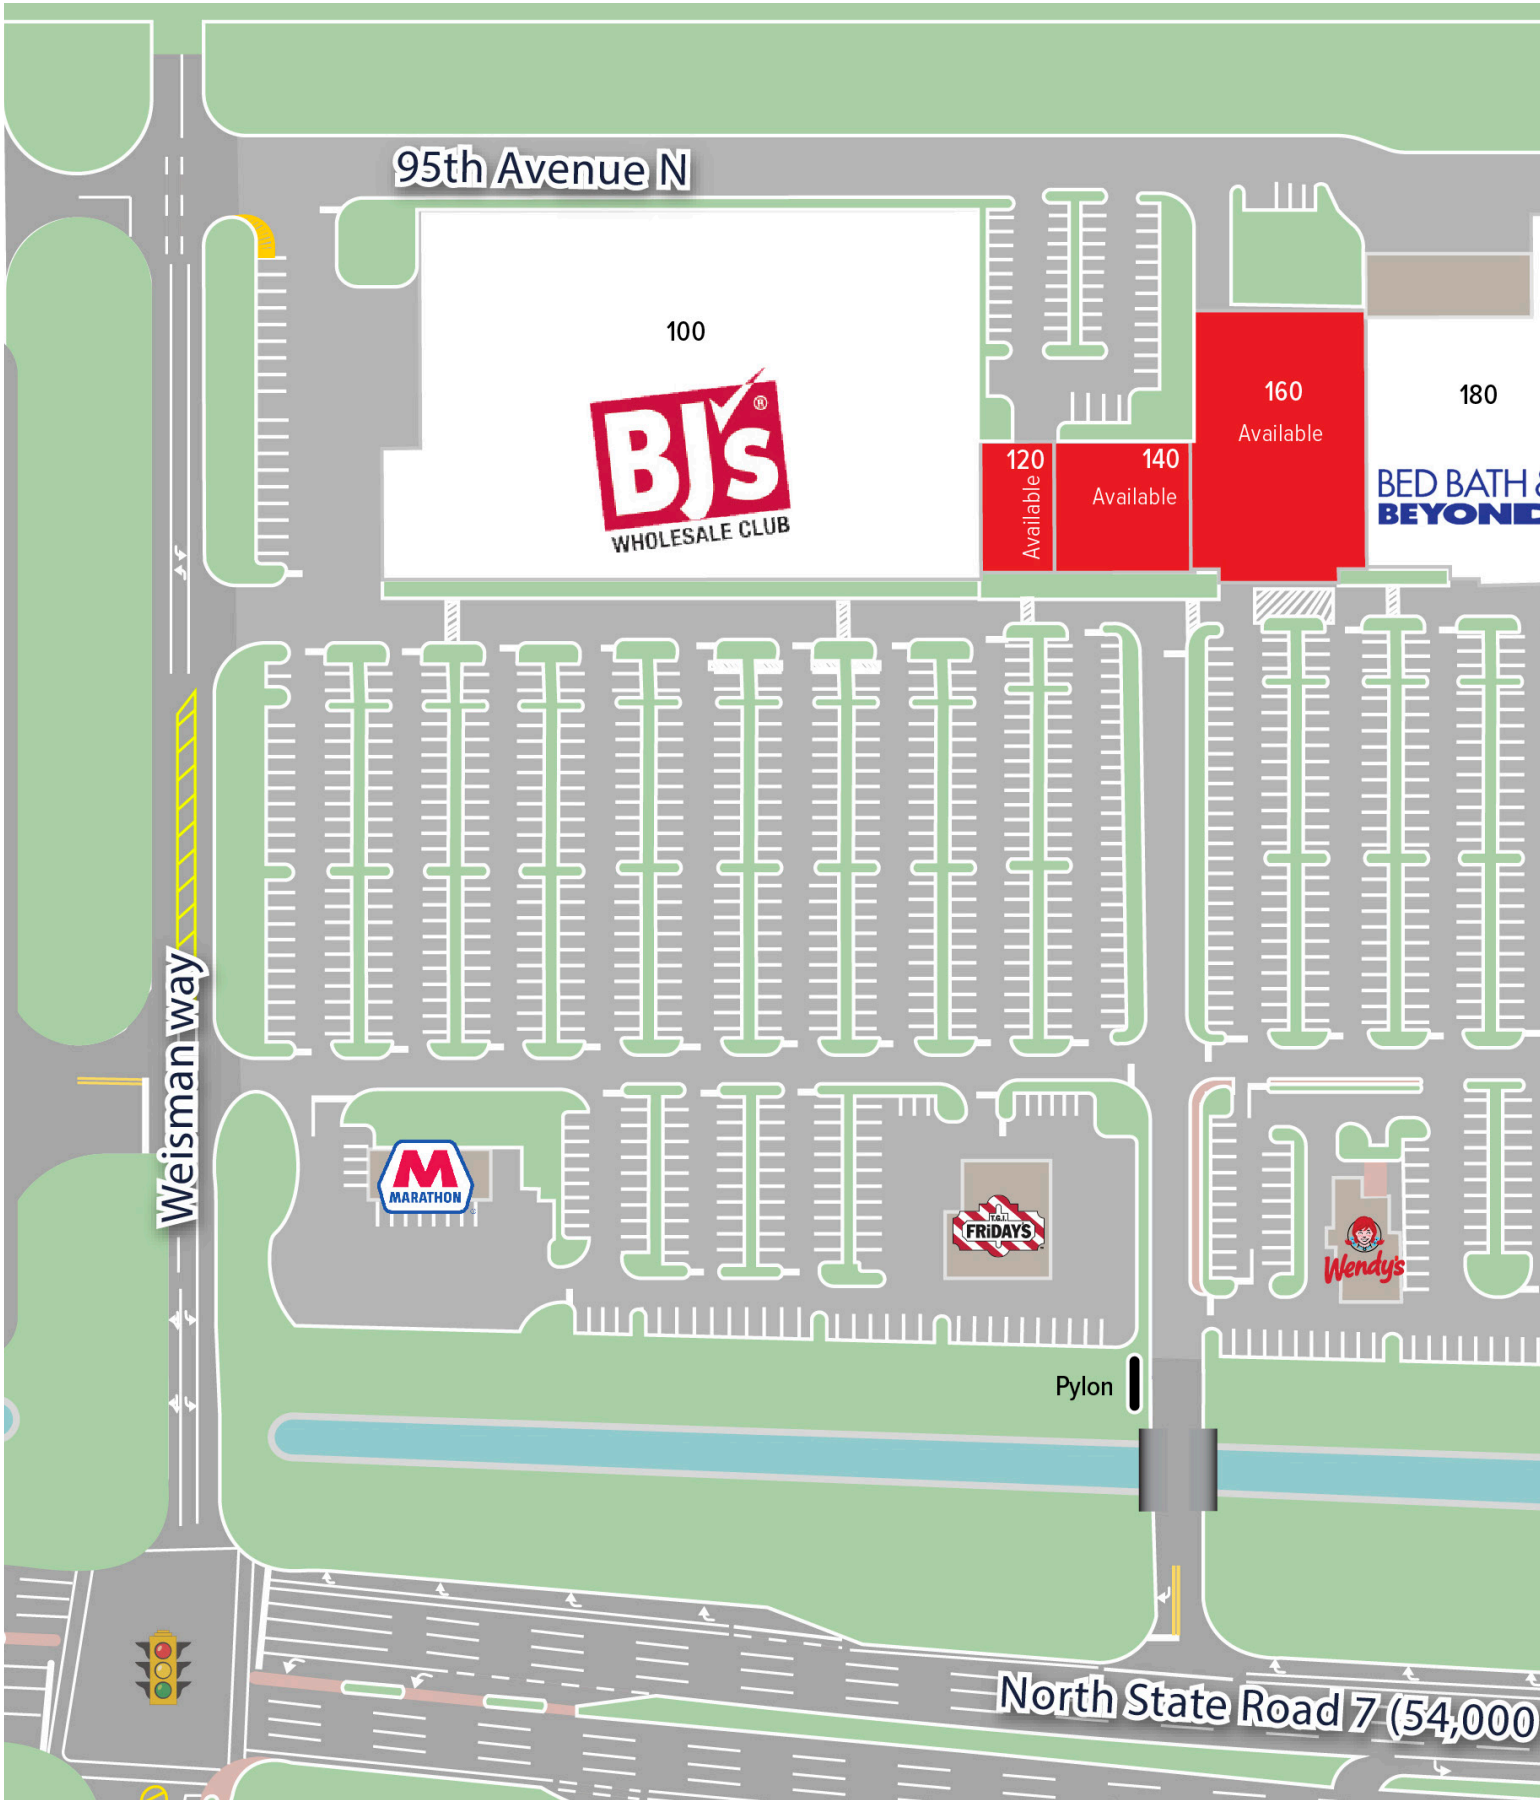 95th Avenue N
100
BJ's®
WHOLESALE CLUB
120
Available
140
Available
160
Available
180
BED BATH &
BEYOND
Weisman way
M
MARATHON
T.G.I.
FRiDAY'S
Wendy's
Pylon
North State Road 7 (54,000